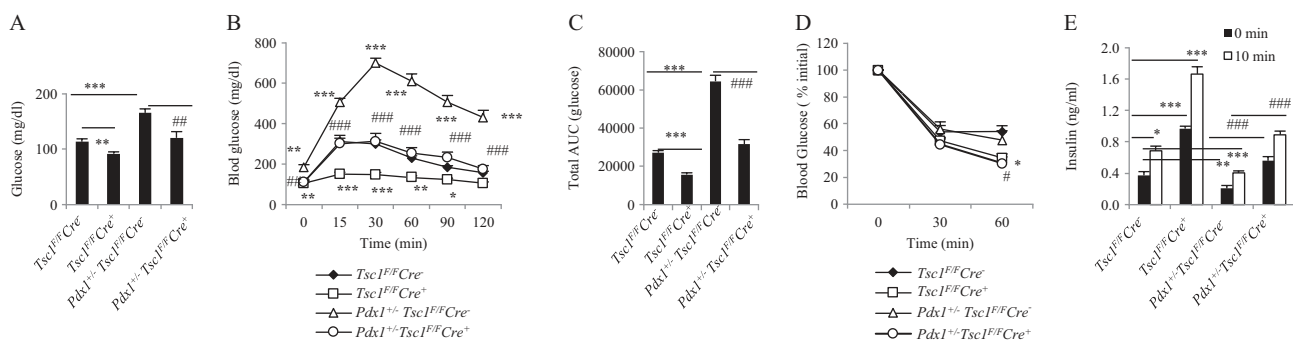 A
Glucose (mg/dl)
200
150
100
50
0
***
**
##
Tsc1F/FCre-
Tsc1F/FCre+
Pdx1+/- Tsc1F/FCre-
Pdx1+/- Tsc1F/FCre+
B
Blod glucose (mg/dl)
800
600
400
200
0
***
***
***
***
***
**
###
###
###
###
###
##
**
***
***
**
*
0 15 30 60 90 120
Time (min)
Tsc1F/FCre-
Tsc1F/FCre+
Pdx1+/- Tsc1F/FCre-
Pdx1+/-Tsc1F/FCre+
C
Total AUC (glucose)
80000
60000
40000
20000
0
***
***
###
Tsc1F/FCre-
Tsc1F/FCre+
Pdx1+/- Tsc1F/FCre-
Pdx1+/- Tsc1F/FCre+
D
Blood Glucose ( % initial)
140
120
100
80
60
40
20
0
*
#
0 30 60
Time (min)
Tsc1F/FCre-
Tsc1F/FCre+
Pdx1+/- Tsc1F/FCre-
Pdx1+/-Tsc1F/FCre+
E
0 min
10 min
Insulin (ng/ml)
2.0
1.6
1.2
0.8
0.4
0.0
***
***
*
###
###
***
**
Tsc1F/FCre-
Tsc1F/FCre+
Pdx1+/-Tsc1F/FCre-
Pdx1+/-Tsc1F/FCre+